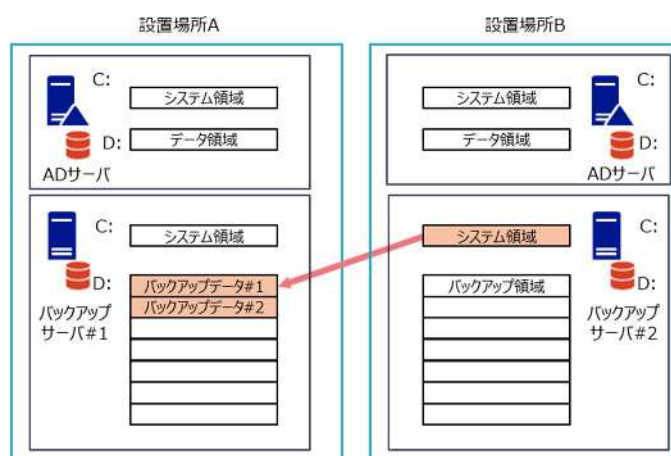 設置場所A
設置場所B
C:
システム領域
D:
データ領域
ADサーバ
システム領域
C:
データ領域
D:
ADサーバ
C:
システム領域
D:
バックアップデータ#1
バックアップデータ#2
バックアップ
サーバ#1
システム領域
C:
バックアップ領域
D:
バックアップ
サーバ#2